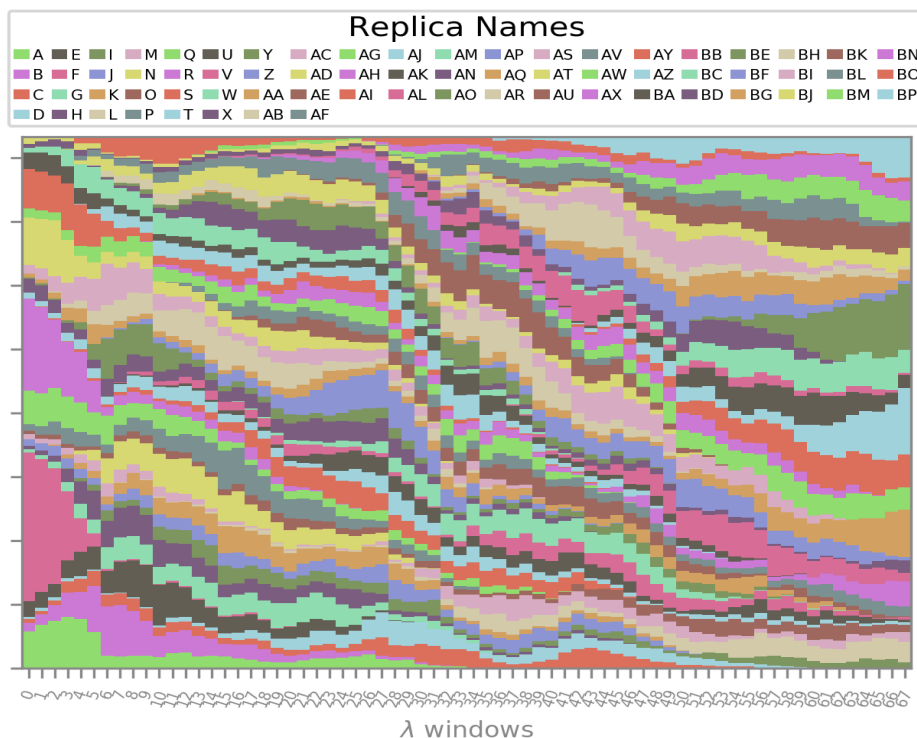 Replica Names
A E I M Q U Y AC AG AJ AM AP AS AV AY BB BE BH BK BN
B F J N R V Z AD AH AK AN AQ AT AW AZ BC BF BI BL BO
C G K O S W AA AE AI AL AO AR AU AX BA BD BG BJ BM BP
D H L P T X AB AF
0 1 2 3 4 5 6 7 8 9 10 11 12 13 14 15 16 17 18 19 20 21 22 23 24 25 26 27 28 29 30 31 32 33 34 35 36 37 38 39 40 41 42 43 44 45 46 47 48 49 50 51 52 53 54 55 56 57 58 59 60 61 62 63 64 65 66 67
λ windows